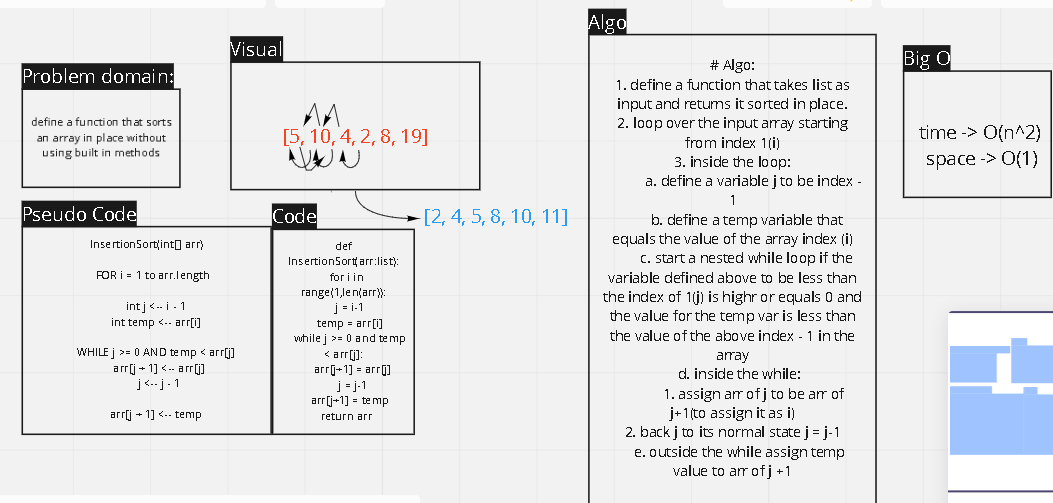 Problem domain:
define a function that sorts
an array in place without
using built in methods
Visual
[5, 10, 4, 2, 8, 19]
[2, 4, 5, 8, 10, 11]
Pseudo Code
InsertionSort(int[] arr)
FOR i = 1 to arr.length
int j <-- i - 1
int temp <-- arr[i]
WHILE j >= 0 AND temp < arr[j]
arr[j + 1] <-- arr[j]
j <-- j - 1
arr[j + 1] <-- temp
Code
def
InsertionSort(arr:list):
for i in
range(1,len(arr)):
j = i-1
temp = arr[i]
while j >= 0 and temp
< arr[j]:
arr[j+1] = arr[j]
j = j-1
arr[j+1] = temp
return arr
Algo
# Algo:
1. define a function that takes list as
input and returns it sorted in place.
2. loop over the input array starting
from index 1(i)
3. inside the loop:
a. define a variable j to be index -
1
b. define a temp variable that
equals the value of the array index (i)
c. start a nested while loop if the
variable defined above to be less than
the index of 1(j) is highr or equals 0 and
the value for the temp var is less than
the value of the above index - 1 in the
array
d. inside the while:
1. assign arr of j to be arr of
j+1(to assign it as i)
2. back j to its normal state j = j-1
e. outside the while assign temp
value to arr of j +1
Big O
time -> O(n^2)
space -> O(1)